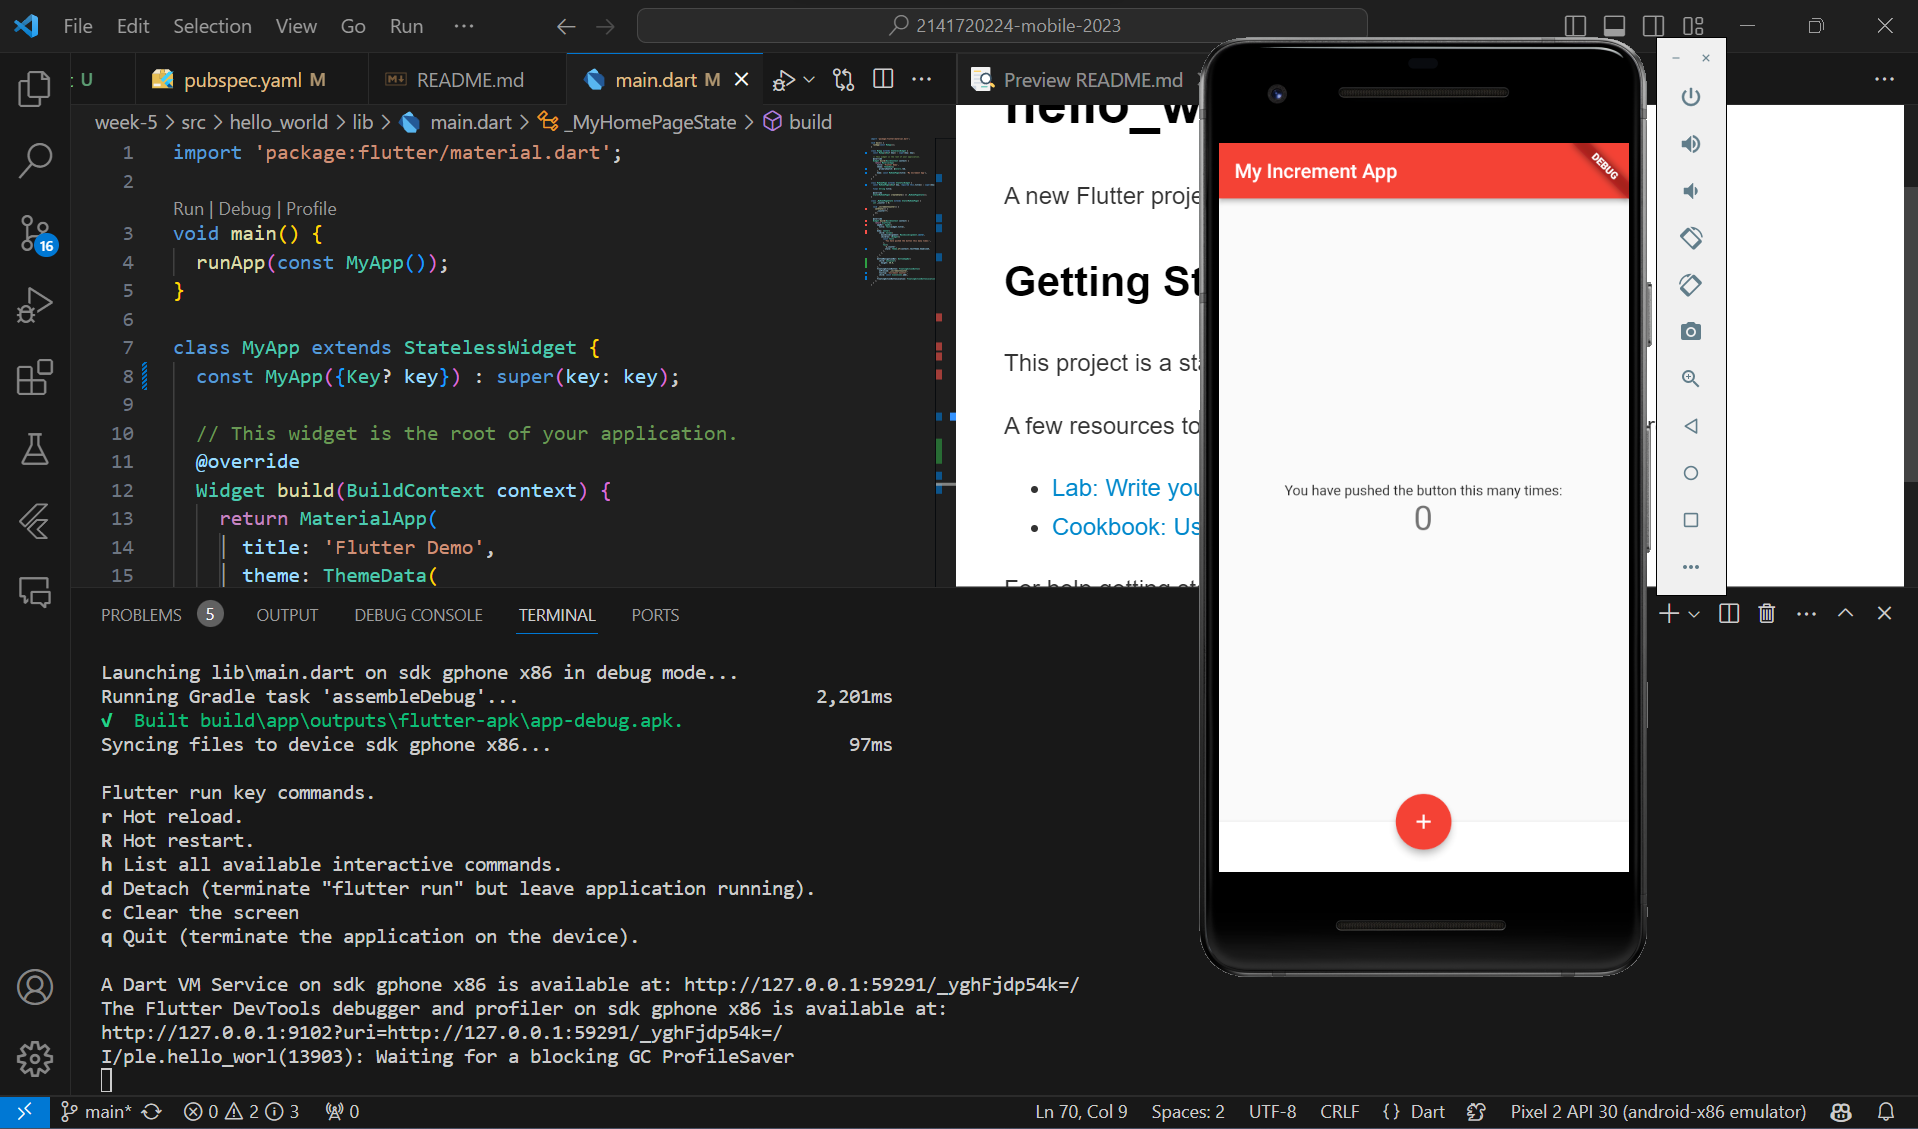 File Edit Selection View Go Run ···
2141720224-mobile-2023
: U
pubspec.yaml M
README.md
main.dart M
Preview README.md
week-5 > src > hello_world > lib > main.dart > _MyHomePageState > build
1 import 'package:flutter/material.dart';
2
Run | Debug | Profile
3 void main() {
4 runApp(const MyApp());
5 }
6
7 class MyApp extends StatelessWidget {
8 const MyApp({Key? key}) : super(key: key);
9
10 // This widget is the root of your application.
11 @override
12 Widget build(BuildContext context) {
13 return MaterialApp(
14 title: 'Flutter Demo',
15 theme: ThemeData(
16
hello_w
A new Flutter proje
Getting St
This project is a sta
A few resources to
r
• Lab: Write you
• Cookbook: Us
For help getting st
My Increment App
DEBUG
You have pushed the button this many times:
0
+
PROBLEMS 5 OUTPUT DEBUG CONSOLE TERMINAL PORTS
Launching lib\main.dart on sdk gphone x86 in debug mode...
Running Gradle task 'assembleDebug'... 2,201ms
√ Built build\app\outputs\flutter-apk\app-debug.apk.
Syncing files to device sdk gphone x86... 97ms
Flutter run key commands.
r Hot reload.
R Hot restart.
h List all available interactive commands.
d Detach (terminate "flutter run" but leave application running).
c Clear the screen
q Quit (terminate the application on the device).
A Dart VM Service on sdk gphone x86 is available at: http://127.0.0.1:59291/_yghFjdp54k=/
The Flutter DevTools debugger and profiler on sdk gphone x86 is available at:
http://127.0.0.1:9102?uri=http://127.0.0.1:59291/_yghFjdp54k=/
I/ple.hello_worl(13903): Waiting for a blocking GC ProfileSaver
main* 0 2 3 0
Ln 70, Col 9 Spaces: 2 UTF-8 CRLF {} Dart Pixel 2 API 30 (android-x86 emulator)